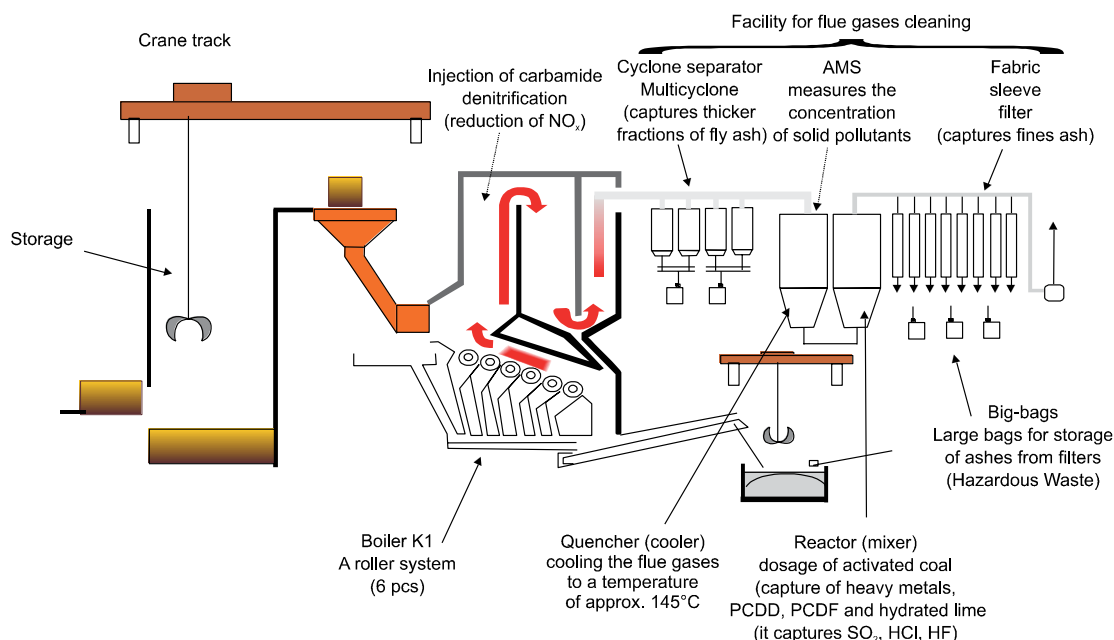 Facility for flue gases cleaning
Crane track
Injection of carbamide
denitrification
(reduction of NOₓ)
Cyclone separator
Multicyclone
(captures thicker
fractions of fly ash)
AMS
measures the
concentration
of solid pollutants
Fabric
sleeve
filter
(captures fines ash)
Storage
Big-bags
Large bags for storage
of ashes from filters
(Hazardous Waste)
Boiler K1
A roller system
(6 pcs)
Quencher (cooler)
cooling the flue gases
to a temperature
of approx. 145°C
Reactor (mixer)
dosage of activated coal
(capture of heavy metals,
PCDD, PCDF and hydrated lime
(it captures SO₂, HCl, HF)